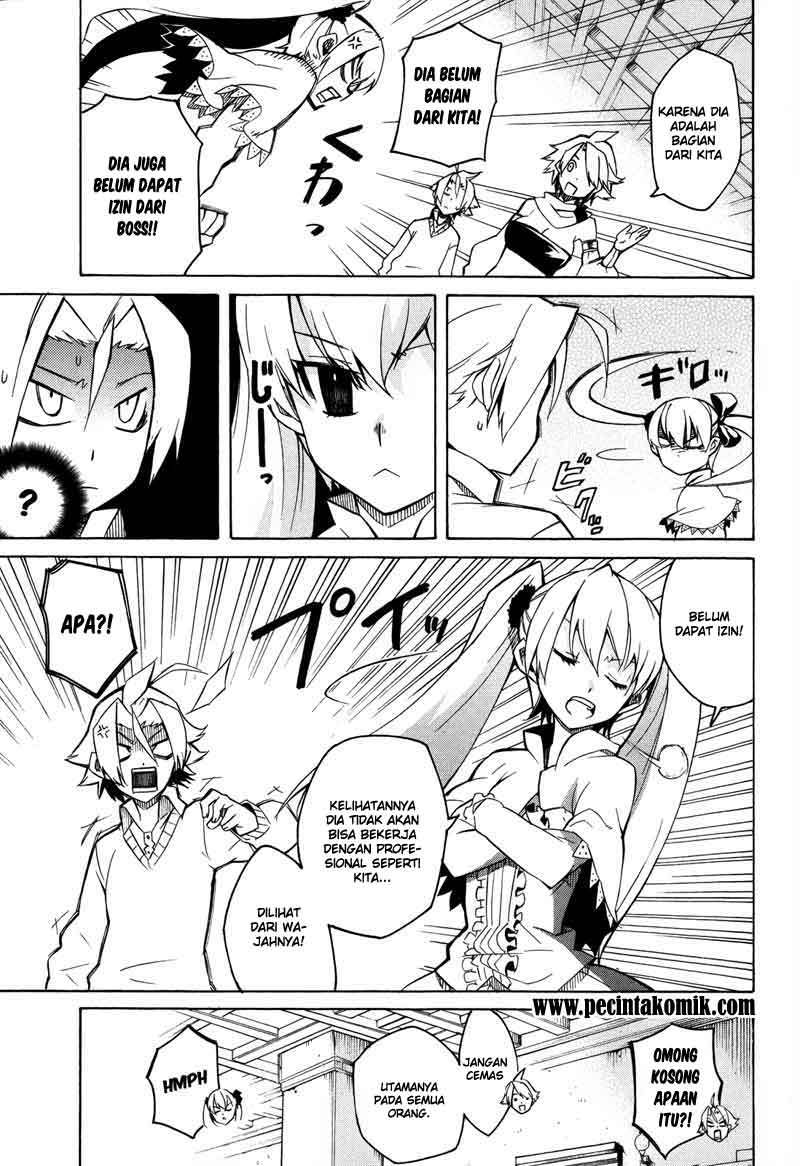 KARENA DIA
ADALAH
BAGIAN
DARI KITA
DIA BELUM
BAGIAN
DARI KITA!
くわっ
DIA JUGA
BELUM DAPAT
IZIN DARI
BOSS!!
ギロッ
ビクッ
じーっ
?
BELUM
DAPAT IZIN!
プイッ
KELIHATANNYA
DIA TIDAK AKAN
BISA BEKERJA
DENGAN PROFE-
SIONAL SEPERTI
KITA...
DILIHAT
DARI WA-
JAHNYA!
APA?!
www.pecintakomik.com
OMONG
KOSONG
APAAN
ITU?!
JANGAN
CEMAS
UTAMANYA
PADA SEMUA
ORANG.
HMPH